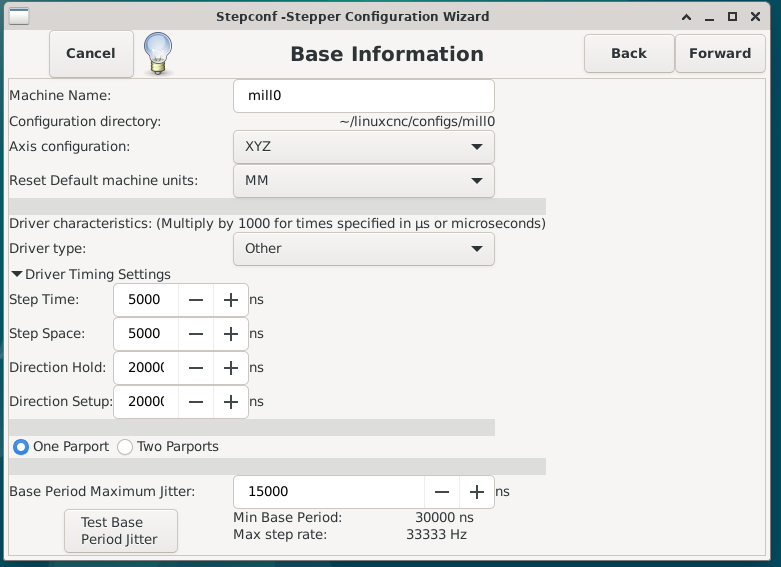 Stepconf -Stepper Configuration Wizard
Cancel
Base Information
Back
Forward
Machine Name:
mill0
Configuration directory:
~/linuxcnc/configs/mill0
Axis configuration:
XYZ
Reset Default machine units:
MM
Driver characteristics: (Multiply by 1000 for times specified in µs or microseconds)
Driver type:
Other
Driver Timing Settings
Step Time:
5000
ns
Step Space:
5000
ns
Direction Hold:
2000
ns
Direction Setup:
2000
ns
One Parport
Two Parports
Base Period Maximum Jitter:
15000
ns
Min Base Period:
30000 ns
Test Base
Period Jitter
Max step rate:
33333 Hz